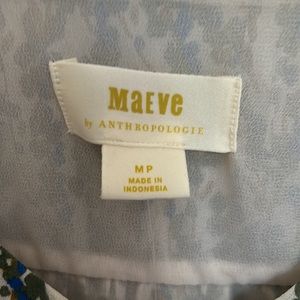 MAEVe
by ANTHROPOLOGIE
MP
MADE IN
INDONESIA